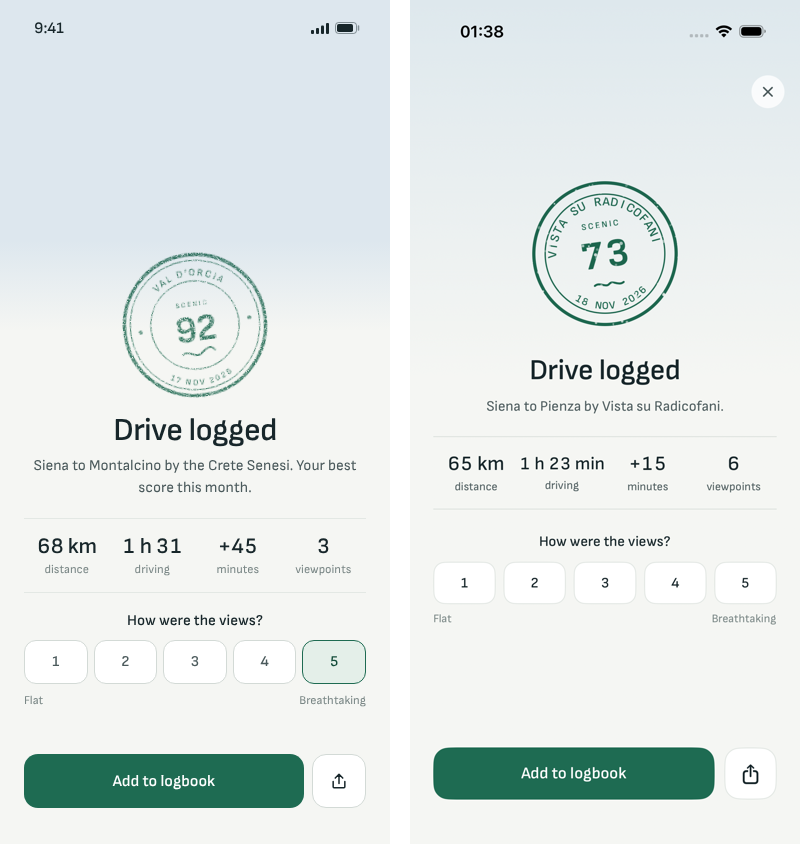 9:41
VAL D'ORCIA
SCENIC
92
17 NOV 2026
Drive logged
Siena to Montalcino by the Crete Senesi. Your best
score this month.
68 km 1 h 31 +45 3
distance driving minutes viewpoints
How were the views?
1 2 3 4 5
Flat Breathtaking
Add to logbook
01:38
VISTA SU RADICOFANI
SCENIC
73
18 NOV 2026
Drive logged
Siena to Pienza by Vista su Radicofani.
65 km 1 h 23 min +15 6
distance driving minutes viewpoints
How were the views?
1 2 3 4 5
Flat Breathtaking
Add to logbook